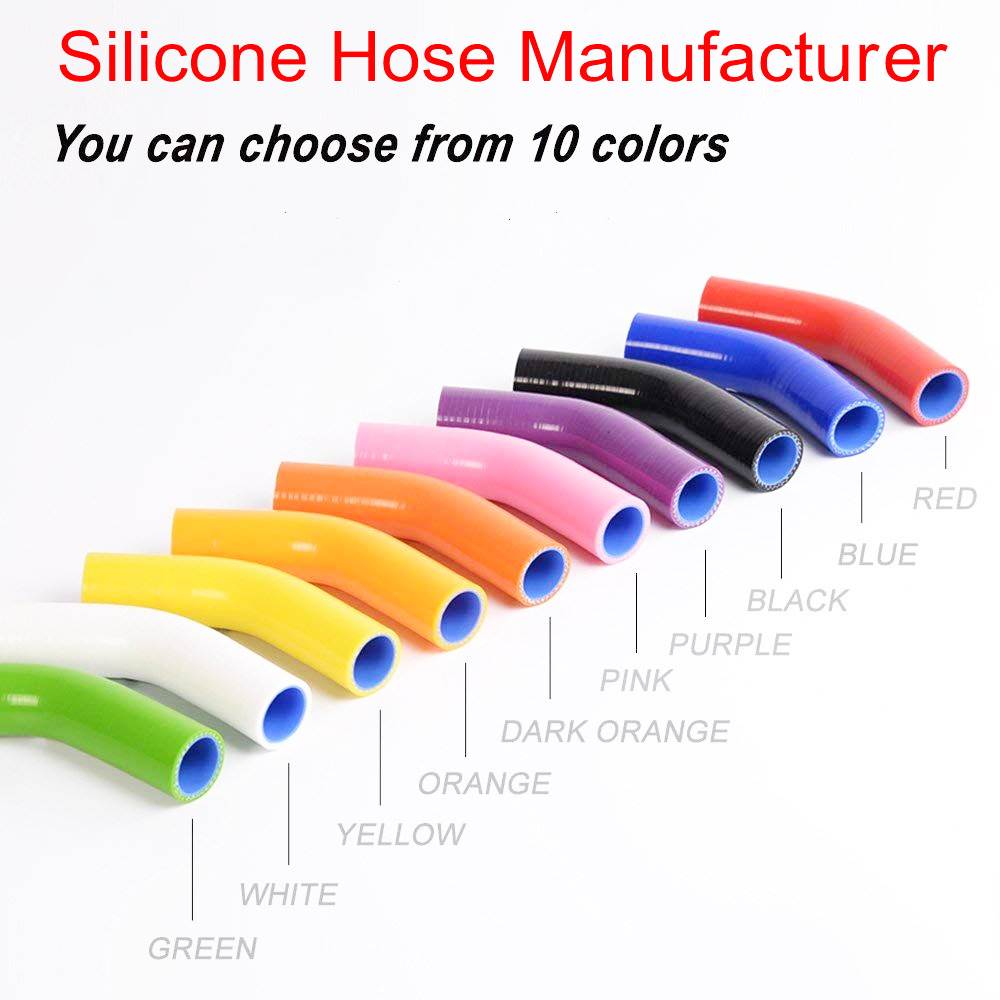 Silicone Hose Manufacturer
You can choose from 10 colors
RED
BLUE
BLACK
PURPLE
PINK
DARK ORANGE
ORANGE
YELLOW
WHITE
GREEN